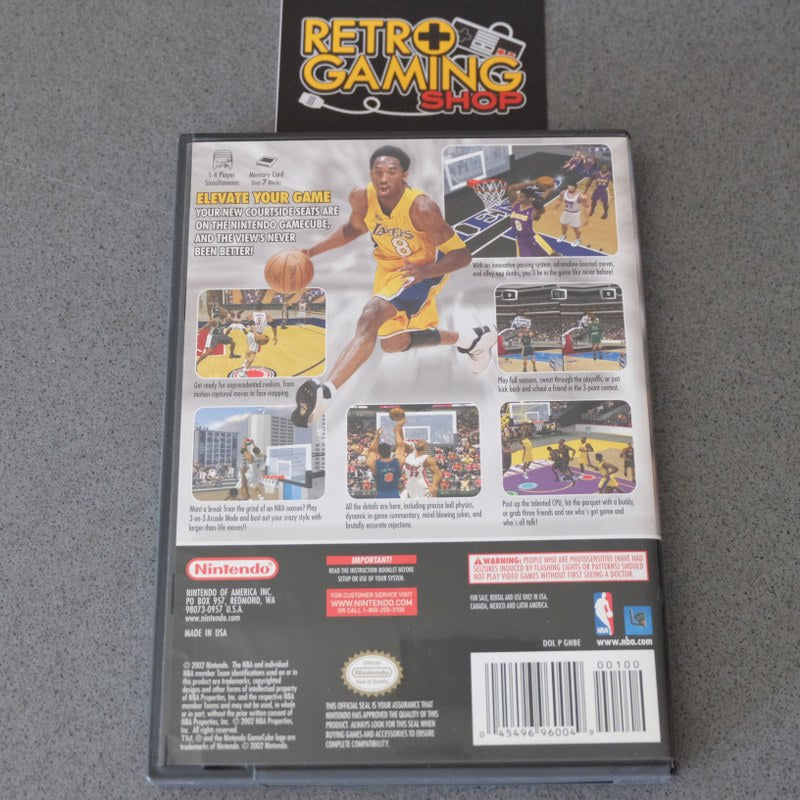 RETRO
GAMING
SHOP
1-4 Player
Simultaneous
Memory Card
Uses 7 Blocks
ELEVATE YOUR GAME
YOUR NEW COURTSIDE SEATS ARE
ON THE NINTENDO GAMECUBE,
AND THE VIEW'S NEVER
BEEN BETTER!
LAKERS
8
With an innovative passing system, adrenaline-boosted moves,
and alley-oop dunks, you'll be in the game like never before!
Get ready for unprecedented realism, from
motion-captured moves to face-mapping.
Play full seasons, sweat through the playoffs, or just
kick back and school a friend in the 3-point contest.
Want a break from the grind of an NBA season? Play
3-on-3 Arcade Mode and bust out your crazy style with
larger-than-life moves!!
All the details are here, including precise ball physics,
dynamic in-game commentary, mind-blowing jukes, and
brutally accurate rejections.
Post up the talented CPU, hit the parquet with a buddy,
or grab three friends and see who's got game and
who's all talk!
Nintendo®
NINTENDO OF AMERICA INC.
PO BOX 957, REDMOND, WA
98073-0957 U.S.A.
www.nintendo.com
MADE IN USA
IMPORTANT!
READ THE INSTRUCTION BOOKLET BEFORE
SETUP OR USE OF YOUR SYSTEM.
FOR CUSTOMER SERVICE VISIT
WWW.NINTENDO.COM
OR CALL 1-800-255-3700
WARNING: PEOPLE WHO ARE PHOTOSENSITIVE (HAVE HAD
SEIZURES INDUCED BY FLASHING LIGHTS OR PATTERNS) SHOULD
NOT PLAY VIDEO GAMES WITHOUT FIRST SEEING A DOCTOR.
FOR SALE, RENTAL AND USE ONLY IN USA,
CANADA, MEXICO AND LATIN AMERICA.
NBA
www.nba.com
DOL P GNBE
© 2002 Nintendo. The NBA and individual
NBA member Team identifications used on or in
this product are trademarks, copyrighted
designs and other forms of intellectual property
of NBA Properties, Inc. and the respective NBA
member Teams and may not be used, in whole
or in part, without the prior written consent of
NBA Properties, Inc. © 2002 NBA Properties,
Inc. All rights reserved.
TM, ® and the Nintendo GameCube logo are
trademarks of Nintendo. © 2002 Nintendo.
Official
Nintendo
Seal of Quality
THIS OFFICIAL SEAL IS YOUR ASSURANCE THAT
NINTENDO HAS APPROVED THE QUALITY OF THIS
PRODUCT. ALWAYS LOOK FOR THIS SEAL WHEN
BUYING GAMES AND ACCESSORIES TO ENSURE
COMPLETE COMPATIBILITY.
00100
0 45496 96004 9